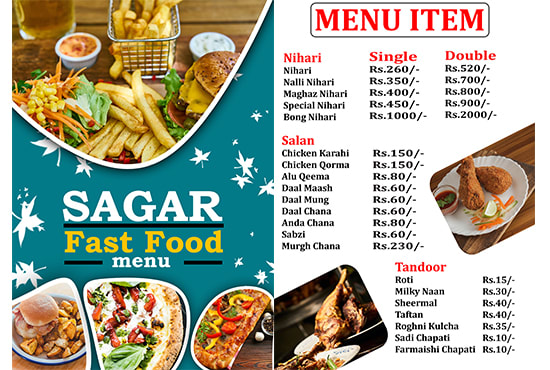 SAGAR
Fast Food
menu
MENU ITEM
Nihari Single Double
Nihari Rs.260/- Rs.520/-
Nalli Nihari Rs.350/- Rs.700/-
Maghaz Nihari Rs.400/- Rs.800/-
Special Nihari Rs.450/- Rs.900/-
Bong Nihari Rs.1000/- Rs.2000/-
Salan
Chicken Karahi Rs.150/-
Chicken Qorma Rs.150/-
Alu Qeema Rs.80/-
Daal Maash Rs.60/-
Daal Mung Rs.60/-
Daal Chana Rs.60/-
Anda Chana Rs.80/-
Sabzi Rs.60/-
Murgh Chana Rs.230/-
Tandoor
Roti Rs.15/-
Milky Naan Rs.30/-
Sheermal Rs.40/-
Taftan Rs.40/-
Roghni Kulcha Rs.35/-
Sadi Chapati Rs.10/-
Farmaishi Chapati Rs.10/-